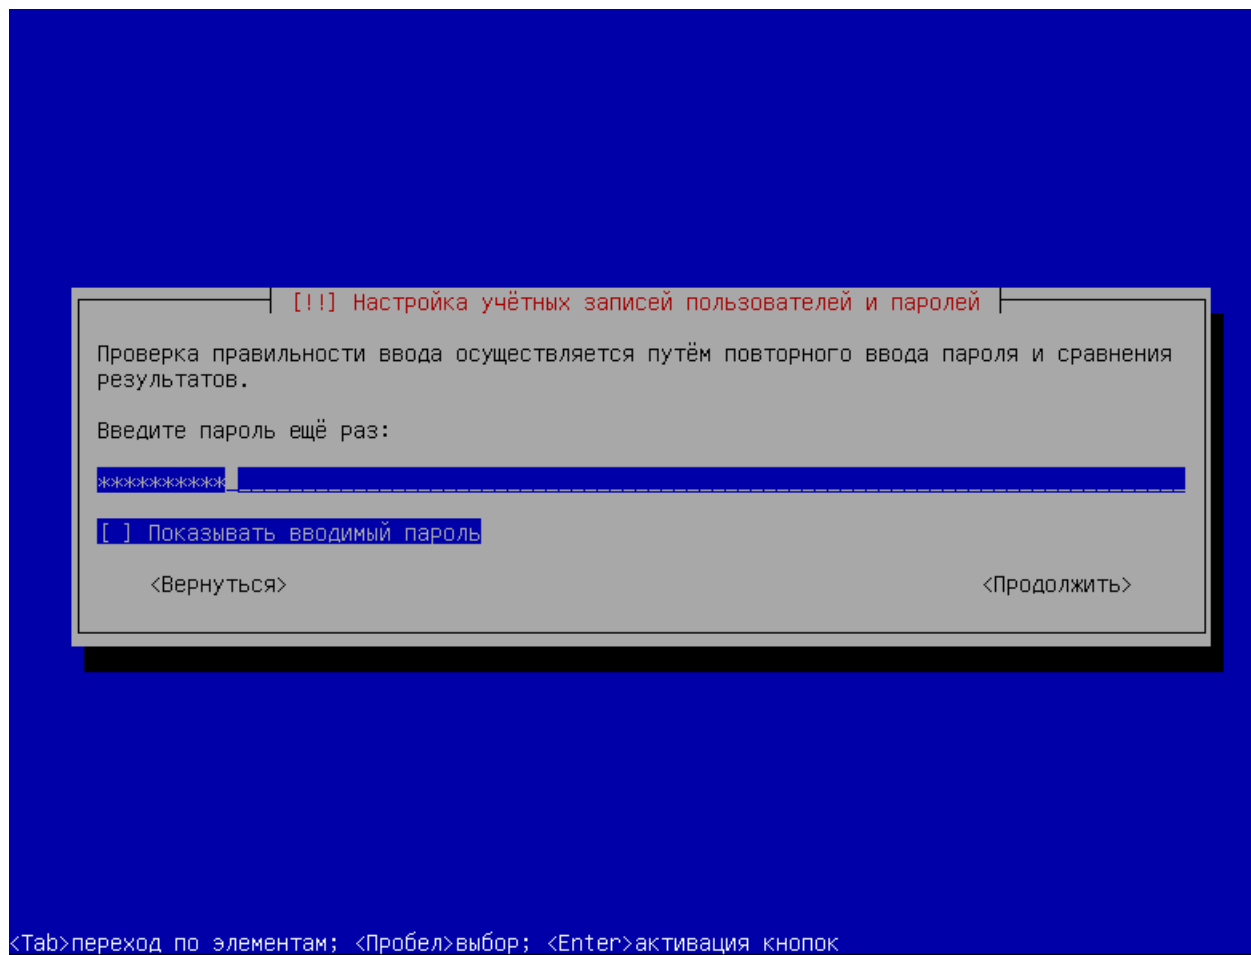 [!!] Настройка учётных записей пользователей и паролей
Проверка правильности ввода осуществляется путём повторного ввода пароля и сравнения
результатов.
Введите пароль ещё раз:
**********
[ ] Показывать вводимый пароль
<Вернуться> <Продолжить>
<Tab>переход по элементам; <Пробел>выбор; <Enter>активация кнопок